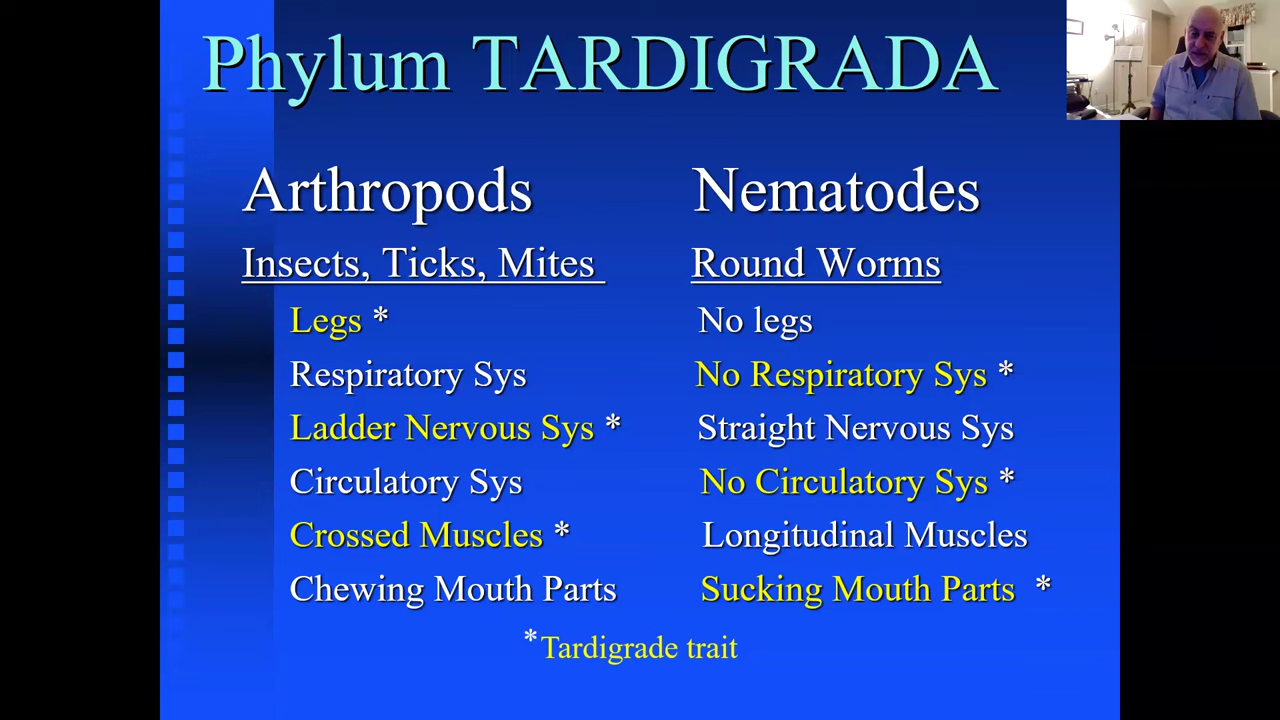 Phylum TARDIGRADA
Arthropods Nematodes
Insects, Ticks, Mites Round Worms
Legs * No legs
Respiratory Sys No Respiratory Sys *
Ladder Nervous Sys * Straight Nervous Sys
Circulatory Sys No Circulatory Sys *
Crossed Muscles * Longitudinal Muscles
Chewing Mouth Parts Sucking Mouth Parts *
*Tardigrade trait